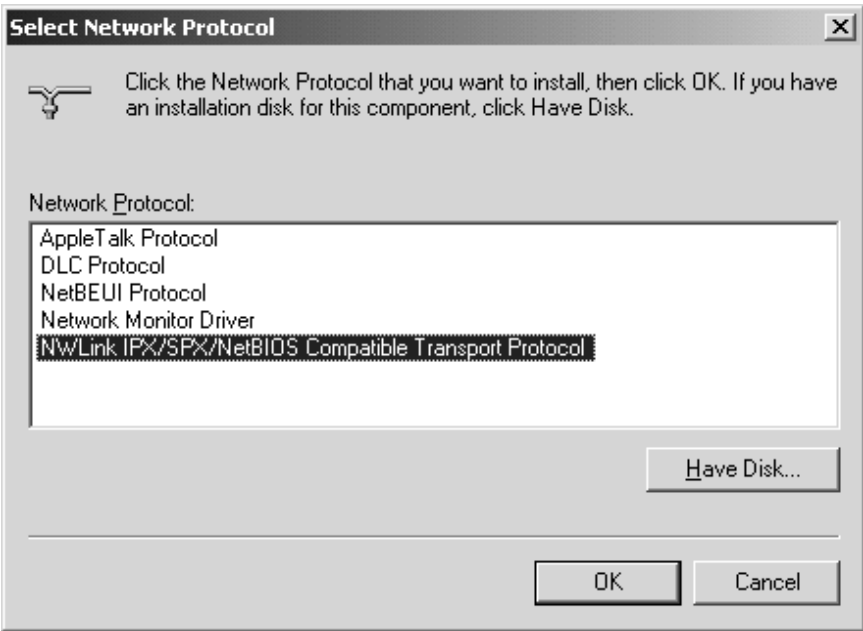 Select Network Protocol
Click the Network Protocol that you want to install, then click OK. If you have
an installation disk for this component, click Have Disk.
Network Protocol:
AppleTalk Protocol
DLC Protocol
NetBEUI Protocol
Network Monitor Driver
NWLink IPX/SPX/NetBIOS Compatible Transport Protocol
Have Disk...
OK
Cancel